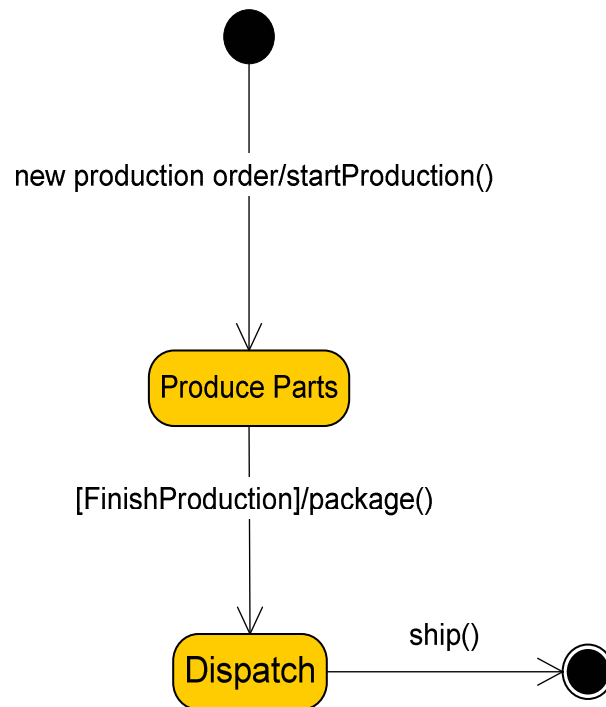 new production order/startProduction()
Produce Parts
[FinishProduction]/package()
ship()
Dispatch